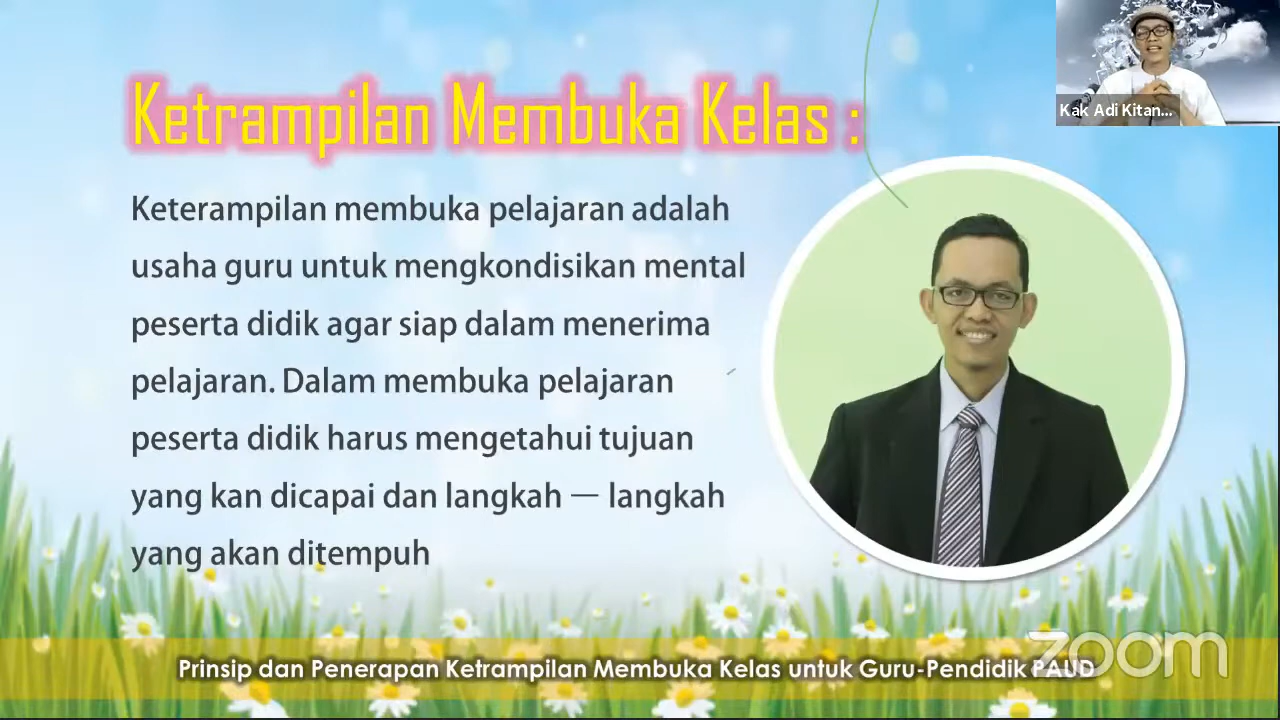 Ketrampilan Membuka Kelas :
Kak Adi Kitan...
Keterampilan membuka pelajaran adalah
usaha guru untuk mengkondisikan mental
peserta didik agar siap dalam menerima
pelajaran. Dalam membuka pelajaran
peserta didik harus mengetahui tujuan
yang kan dicapai dan langkah — langkah
yang akan ditempuh
Prinsip dan Penerapan Ketrampilan Membuka Kelas untuk Guru-Pendidik PAUD
zoom